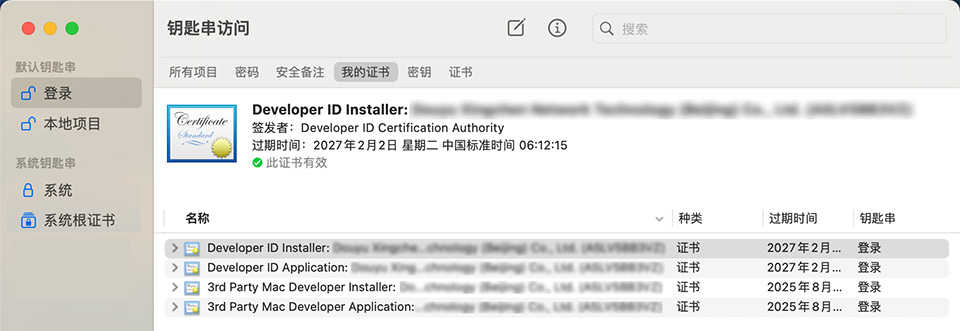 钥匙串访问
搜索
默认钥匙串
登录
本地项目
系统钥匙串
系统
系统根证书
所有项目 密码 安全备注 我的证书 密钥 证书
Certificate
Standard
Developer ID Installer:
签发者：Developer ID Certification Authority
过期时间：2027年2月2日 星期二 中国标准时间 06:12:15
此证书有效
名称 种类 过期时间 钥匙串
Developer ID Installer: 证书 2027年2月... 登录
Developer ID Application: 证书 2027年2月... 登录
3rd Party Mac Developer Installer: 证书 2025年8月... 登录
3rd Party Mac Developer Application: 证书 2025年8月... 登录